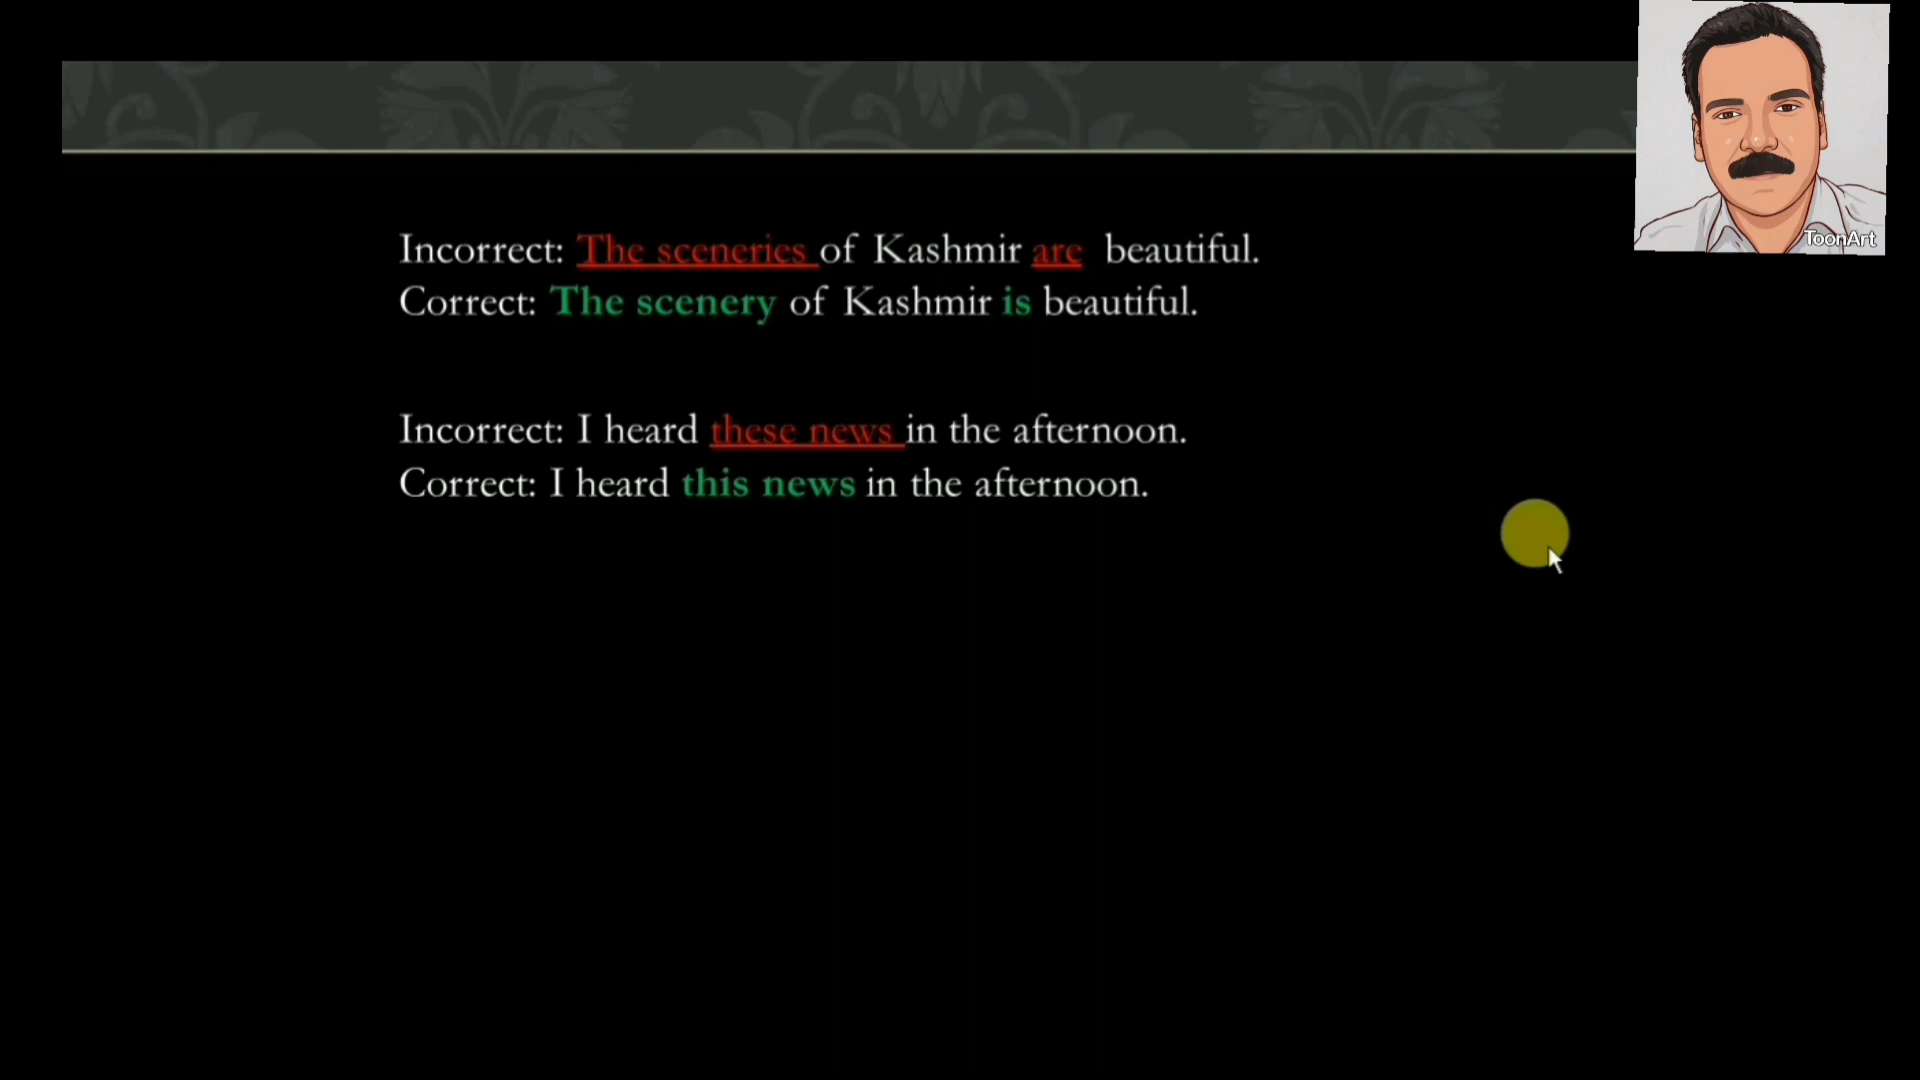 Incorrect: The sceneries of Kashmir are beautiful.
Correct: The scenery of Kashmir is beautiful.
Incorrect: I heard these news in the afternoon.
Correct: I heard this news in the afternoon.
ToonArt